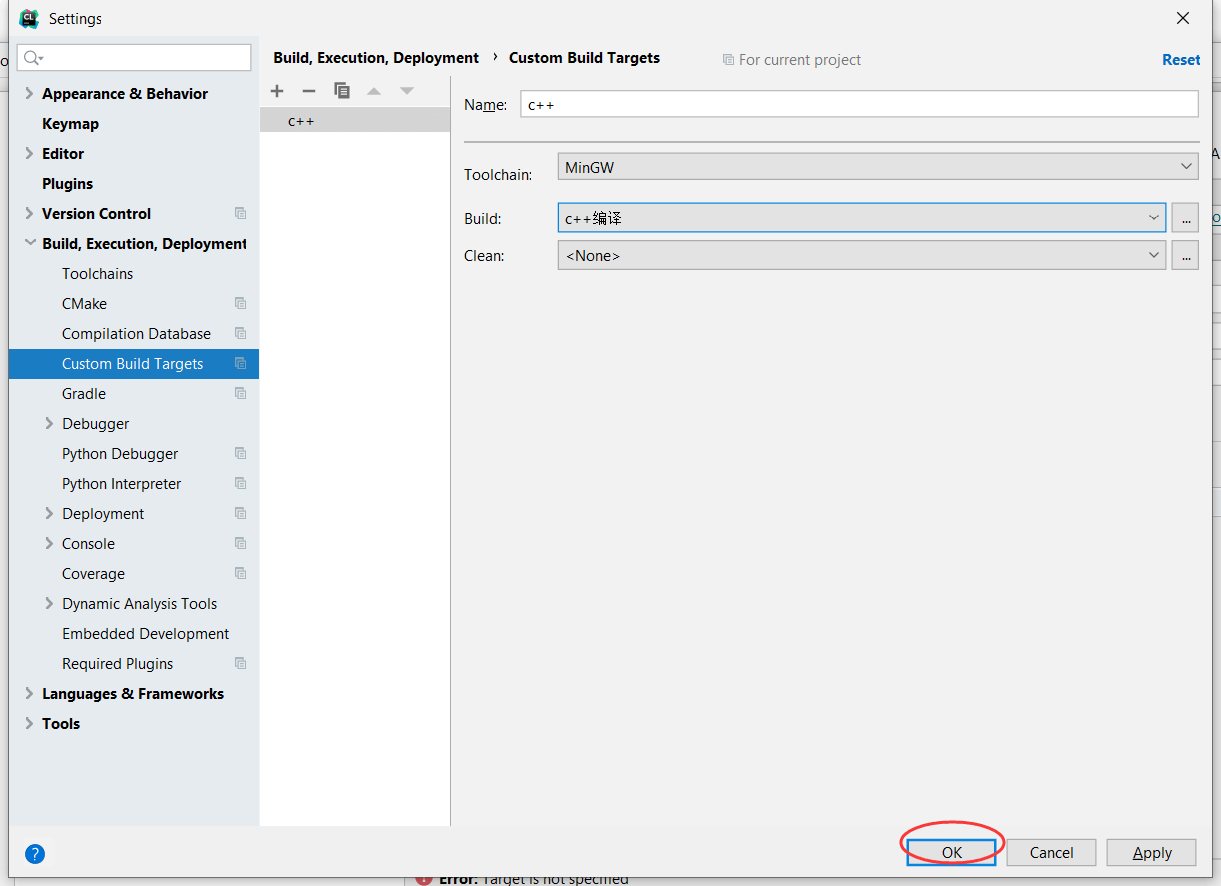 Settings
Build, Execution, Deployment › Custom Build Targets
For current project
Reset
Appearance & Behavior
Keymap
Editor
Plugins
Version Control
Build, Execution, Deployment
Toolchains
CMake
Compilation Database
Custom Build Targets
Gradle
Debugger
Python Debugger
Python Interpreter
Deployment
Console
Coverage
Dynamic Analysis Tools
Embedded Development
Required Plugins
Languages & Frameworks
Tools
c++
Name: c++
Toolchain: MinGW
Build: c++编译 ...
Clean: <None> ...
? OK Cancel Apply
Error: Target is not specified